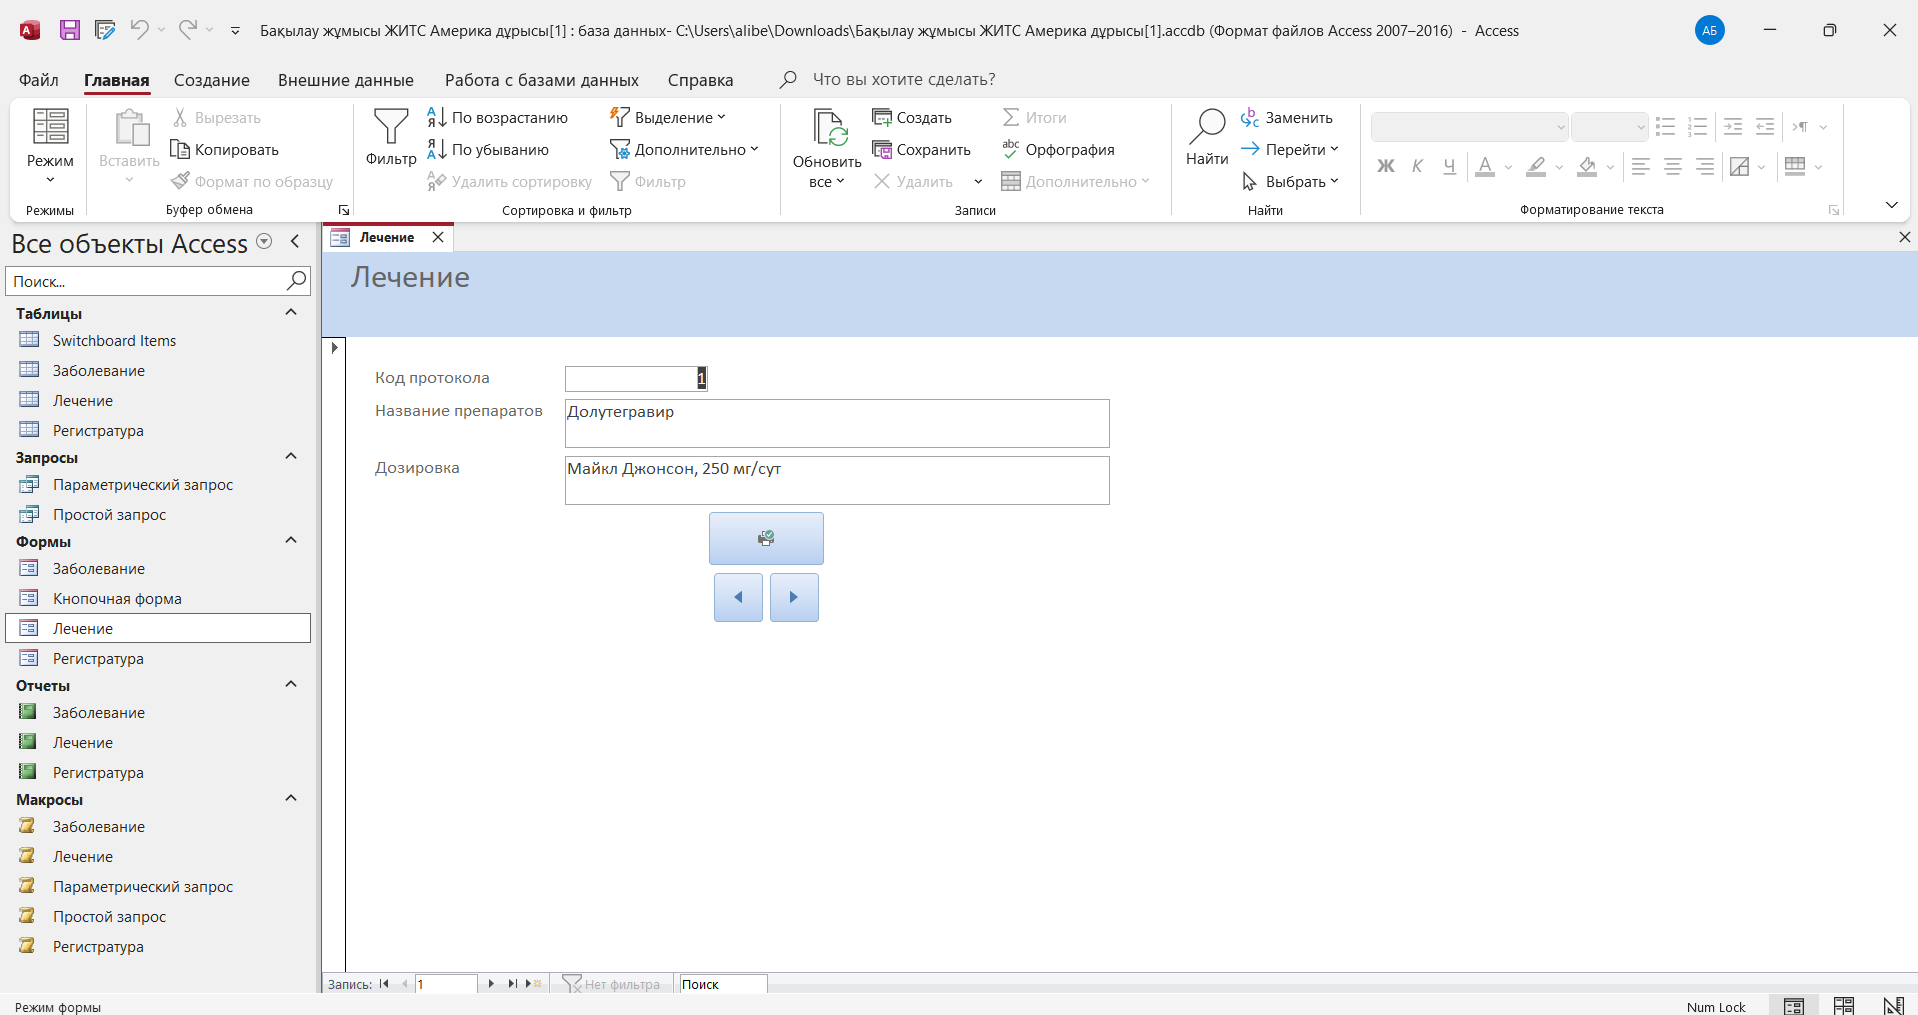 Бақылау жұмысы ЖИТС Америка дұрысы[1] : база данных- C:\Users\alibe\Downloads\Бақылау жұмысы ЖИТС Америка дұрысы[1].accdb (Формат файлов Access 2007–2016) - Access
АБ
Файл Главная Создание Внешние данные Работа с базами данных Справка Что вы хотите сделать?
Режим
Режимы
Вставить
Вырезать
Копировать
Формат по образцу
Буфер обмена
Фильтр
По возрастанию
По убыванию
Удалить сортировку
Выделение
Дополнительно
Фильтр
Сортировка и фильтр
Обновить
все
Создать
Сохранить
Удалить
Итоги
Орфография
Дополнительно
Записи
Найти
Заменить
Перейти
Выбрать
Найти
Ж К Ч A
Форматирование текста
Все объекты Access
Поиск...
Таблицы
Switchboard Items
Заболевание
Лечение
Регистратура
Запросы
Параметрический запрос
Простой запрос
Формы
Заболевание
Кнопочная форма
Лечение
Регистратура
Отчеты
Заболевание
Лечение
Регистратура
Макросы
Заболевание
Лечение
Параметрический запрос
Простой запрос
Регистратура
Лечение
Лечение
Код протокола 1
Название препаратов Долутегравир
Дозировка Майкл Джонсон, 250 мг/сут
Запись: 1 Нет фильтра Поиск
Режим формы
Num Lock